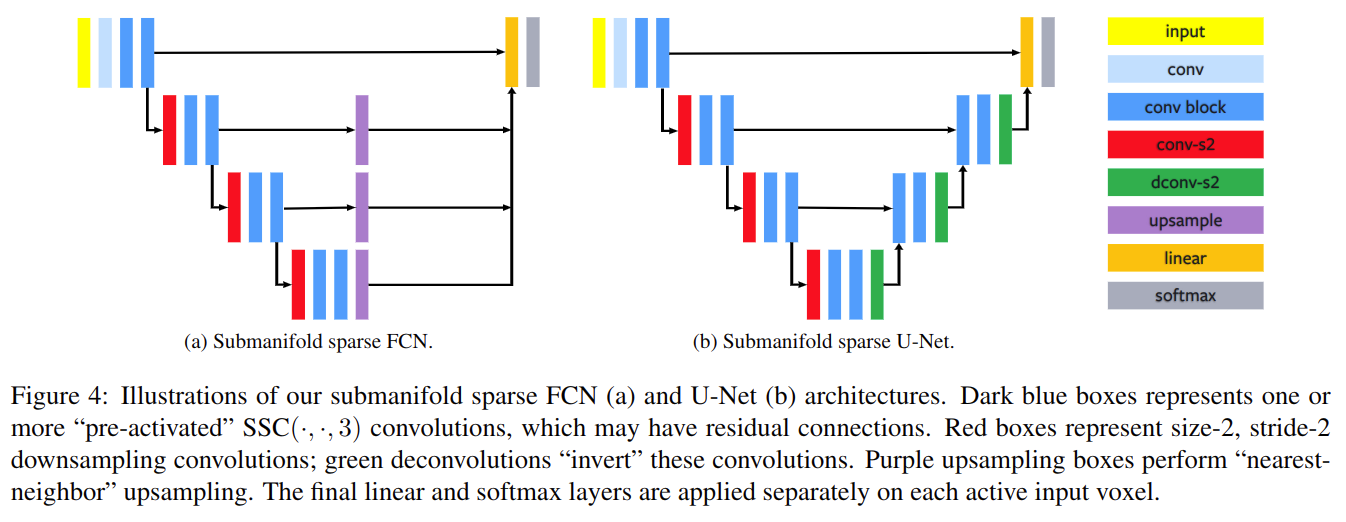 input
conv
conv block
conv-s2
dconv-s2
upsample
linear
softmax
(a) Submanifold sparse FCN.
(b) Submanifold sparse U-Net.
Figure 4: Illustrations of our submanifold sparse FCN (a) and U-Net (b) architectures. Dark blue boxes represents one or
more “pre-activated” SSC(·, ·, 3) convolutions, which may have residual connections. Red boxes represent size-2, stride-2
downsampling convolutions; green deconvolutions “invert” these convolutions. Purple upsampling boxes perform “nearest-
neighbor” upsampling. The final linear and softmax layers are applied separately on each active input voxel.